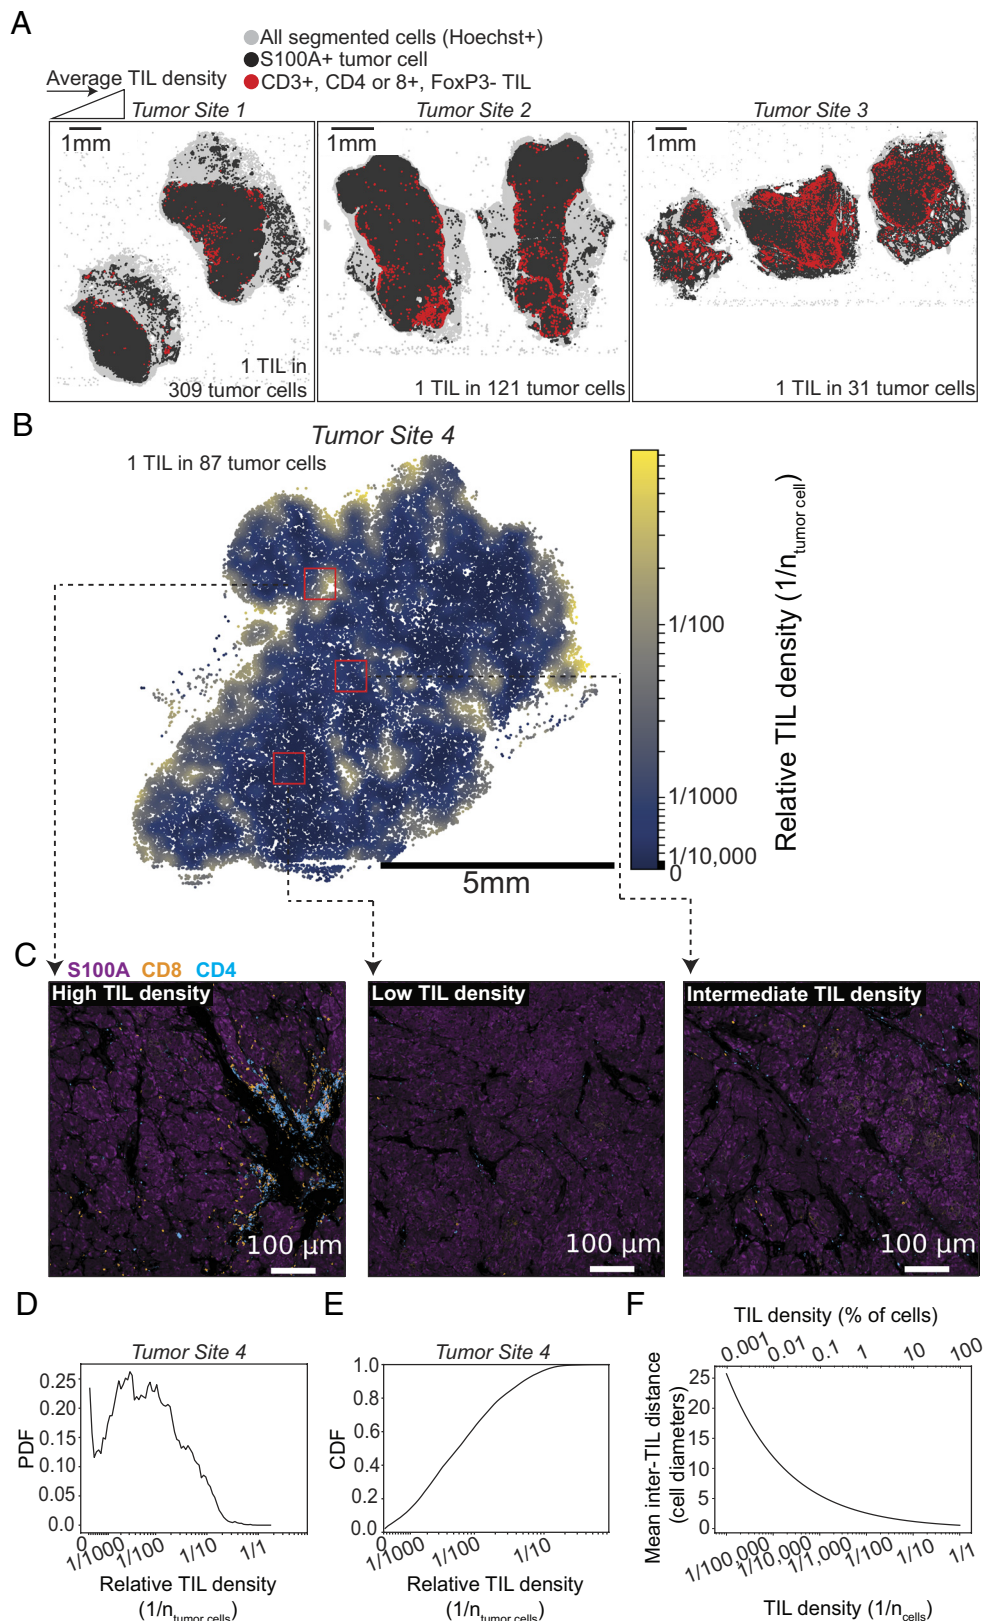 A
All segmented cells (Hoechst+)
S100A+ tumor cell
CD3+, CD4 or 8+, FoxP3- TIL
Average TIL density
Tumor Site 1
Tumor Site 2
Tumor Site 3
1mm
1mm
1mm
1 TIL in
309 tumor cells
1 TIL in 121 tumor cells
1 TIL in 31 tumor cells
B
Tumor Site 4
1 TIL in 87 tumor cells
1/100
1/1000
1/10,000
0
Relative TIL density (1/n_tumor cell)
5mm
C
S100A CD8 CD4
High TIL density
Low TIL density
Intermediate TIL density
100 μm
100 μm
100 μm
D
Tumor Site 4
PDF
0.25
0.20
0.15
0.10
0.05
0.0
0 1/1000 1/100 1/10 1/1
Relative TIL density
(1/n_tumor cells)
E
Tumor Site 4
CDF
1.0
0.8
0.6
0.4
0.2
0.0
1/1000 1/100 1/10
Relative TIL density
(1/n_tumor cells)
F
TIL density (% of cells)
0.001 0.01 0.1 1 10 100
Mean inter-TIL distance
(cell diameters)
25
20
15
10
5
0
1/100,000 1/10,000 1/1,000 1/100 1/10 1/1
TIL density (1/n_cells)